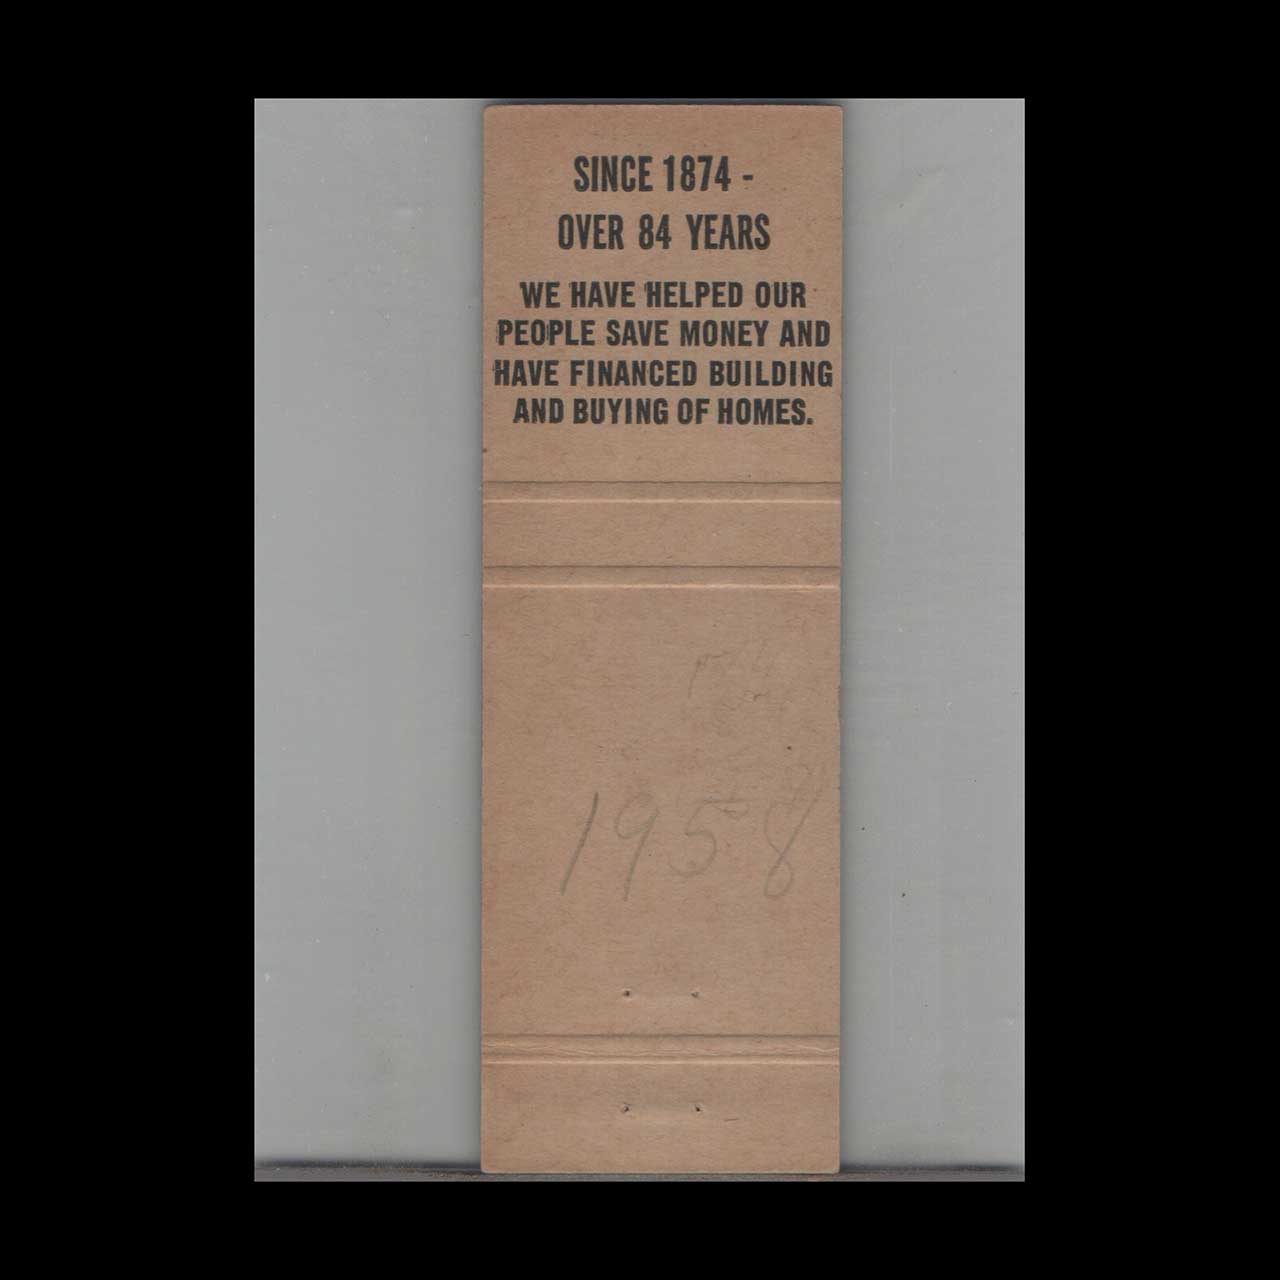 SINCE 1874 -
OVER 84 YEARS
WE HAVE HELPED OUR
PEOPLE SAVE MONEY AND
HAVE FINANCED BUILDING
AND BUYING OF HOMES.
1958